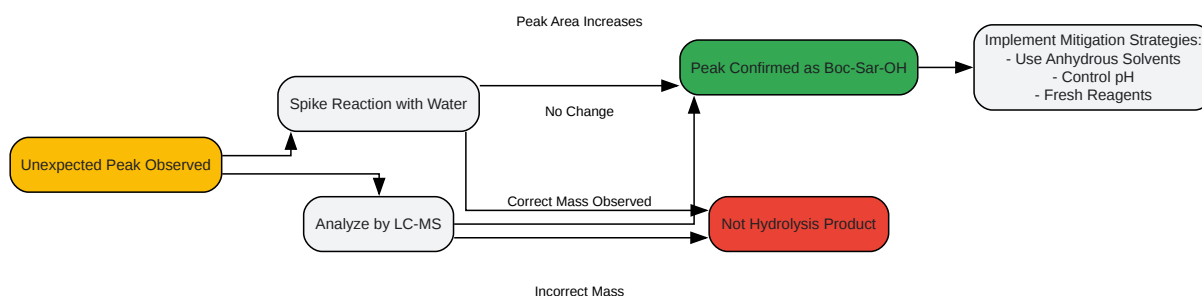 Peak Area Increases
Implement Mitigation Strategies:
- Use Anhydrous Solvents
- Control pH
- Fresh Reagents
Peak Confirmed as Boc-Sar-OH
Spike Reaction with Water
No Change
Unexpected Peak Observed
Correct Mass Observed
Analyze by LC-MS
Not Hydrolysis Product
Incorrect Mass